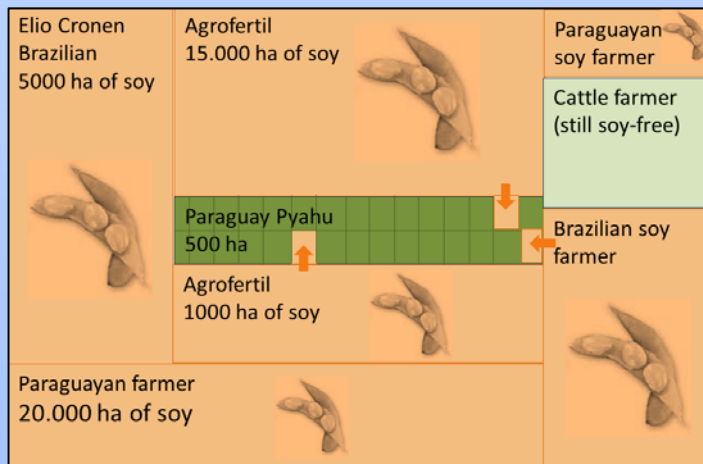 Elio Cronen
Brazilian
5000 ha of soy
Agrofertil
15.000 ha of soy
Paraguayan
soy farmer
Cattle farmer
(still soy-free)
Paraguay Pyahu
500 ha
Brazilian soy
farmer
Agrofertil
1000 ha of soy
Paraguayan farmer
20.000 ha of soy